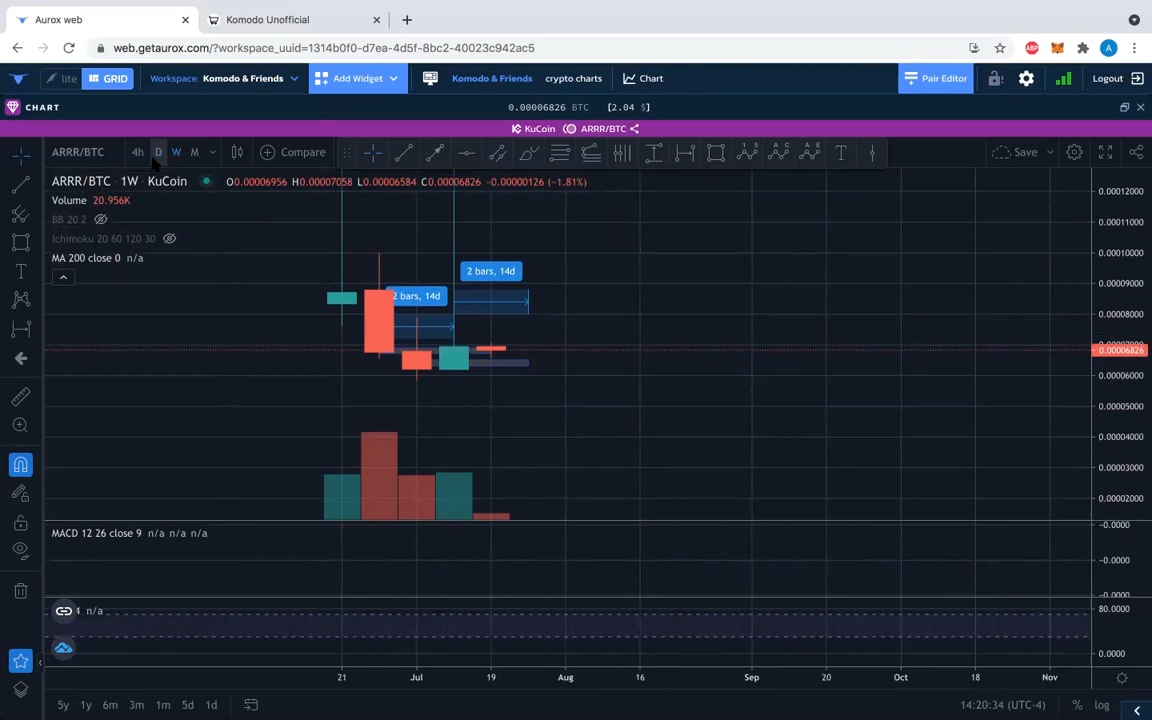 Aurox web
Komodo Unofficial
web.getaurox.com/?workspace_uuid=1314b0f0-d7ea-4d5f-8bc2-40023c942ac5
ABP
A
lite GRID Workspace: Komodo & Friends Add Widget Komodo & Friends crypto charts Chart Pair Editor Logout
CHART 0.00006826 BTC [2.04 $]
KuCoin ARRR/BTC
ARRR/BTC 4h D W M Compare T Save
ARRR/BTC · 1W · KuCoin O0.00006956 H0.00007058 L0.00006584 C0.00006826 −0.00000126 (−1.81%)
Volume 20.956K
BB 20 2
Ichimoku 20 60 120 30
MA 200 close 0 n/a
2 bars, 14d
2 bars, 14d
0.00012000
0.00011000
0.00010000
0.00009000
0.00008000
0.00006826
0.00006000
0.00005000
0.00004000
0.00003000
0.00002000
MACD 12 26 close 9 n/a n/a n/a
−0.0000
−0.0000
−0.0000
4 n/a
80.0000
0.0000
21 Jul 19 Aug 16 Sep 20 Oct 18 Nov
5y 1y 6m 3m 1m 5d 1d 14:20:34 (UTC-4) % log